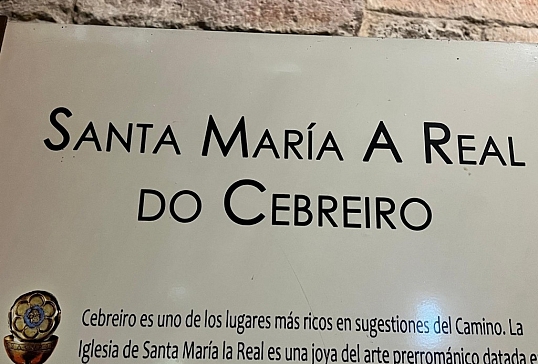 SANTA MARÍA A REAL
DO CEBREIRO
Cebreiro es uno de los lugares más ricos en sugestiones del Camino. La
Iglesia de Santa María la Real es una joya del arte prerrománico datada e